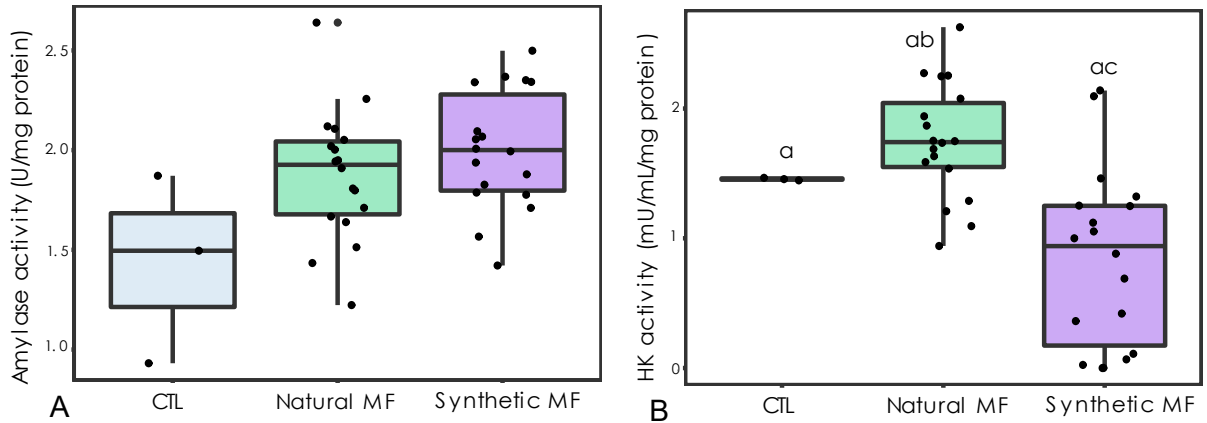 Amylase activity (U/mg protein)
2.5
2.0
1.5
1.0
CTL
Natural MF
Synthetic MF
A
HK activity (mU/mL/mg protein)
2
1
0
a
ab
ac
CTL
Natural MF
Synthetic MF
B